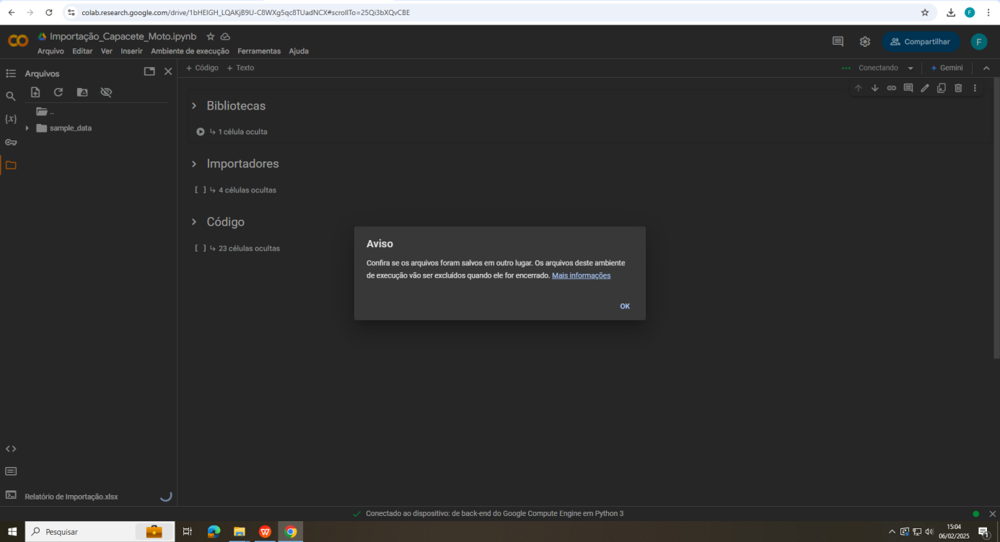 colab.research.google.com/drive/1bHEIGH_LQAKjB9U-C8WXg5qc8TUadNCX#scrollTo=25Qi3bXQvCBE
F
Importação_Capacete_Moto.ipynb
Arquivo Editar Ver Inserir Ambiente de execução Ferramentas Ajuda
Compartilhar
F
Arquivos
+ Código + Texto
Conectando
Gemini
..
sample_data
{x}
Bibliotecas
1 célula oculta
Importadores
[ ] 4 células ocultas
Código
[ ] 23 células ocultas
Aviso
Confira se os arquivos foram salvos em outro lugar. Os arquivos deste ambiente
de execução vão ser excluídos quando ele for encerrado. Mais informações
OK
Relatório de Importação.xlsx
Conectado ao dispositivo: de back-end do Google Compute Engine em Python 3
Pesquisar
15:04
06/02/2025
1